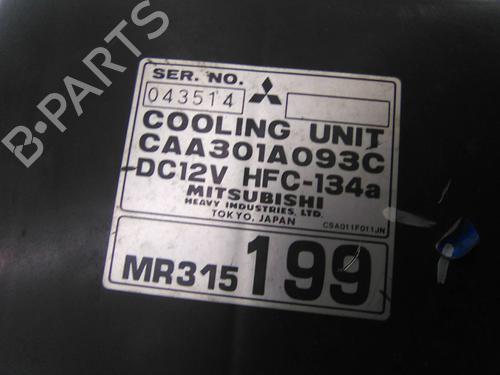 B-PARTS
SER. NO.
043514
COOLING UNIT
CAA301A093C
DC12V HFC-134a
MITSUBISHI
HEAVY INDUSTRIES, LTD.
TOKYO, JAPAN
CSA011F011JN
MR315 199